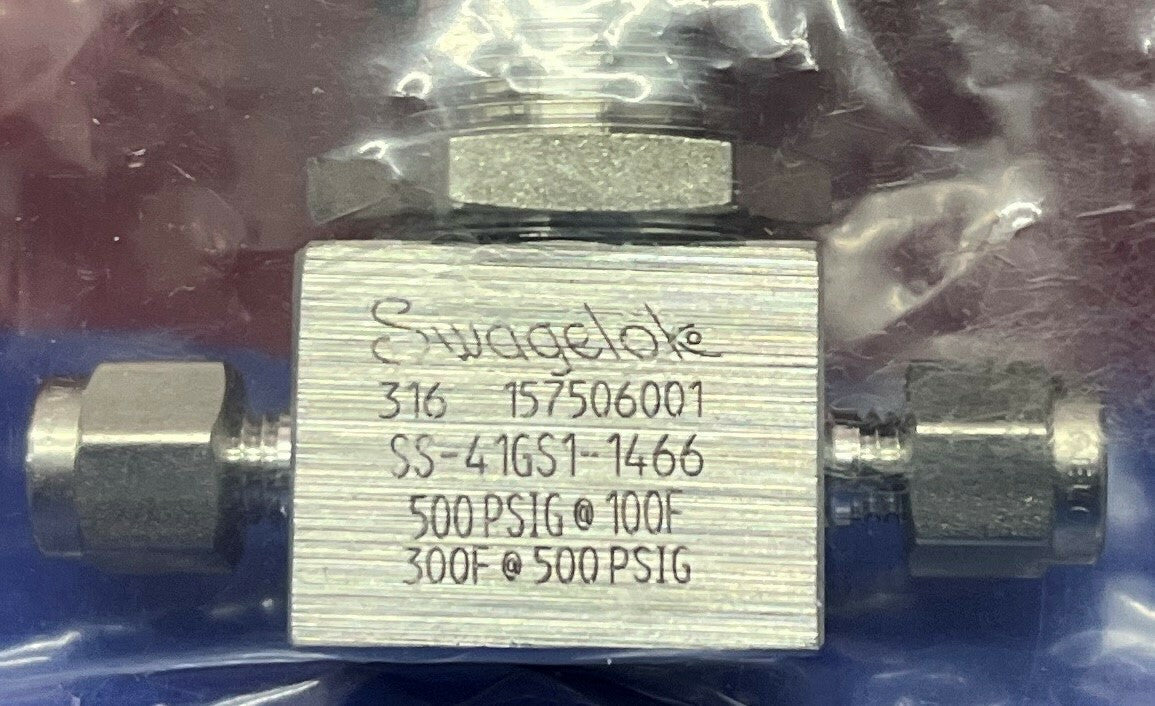 Swagelok
316 157506001
SS-41GS1-1466
500 PSIG @ 100F
300F @ 500 PSIG